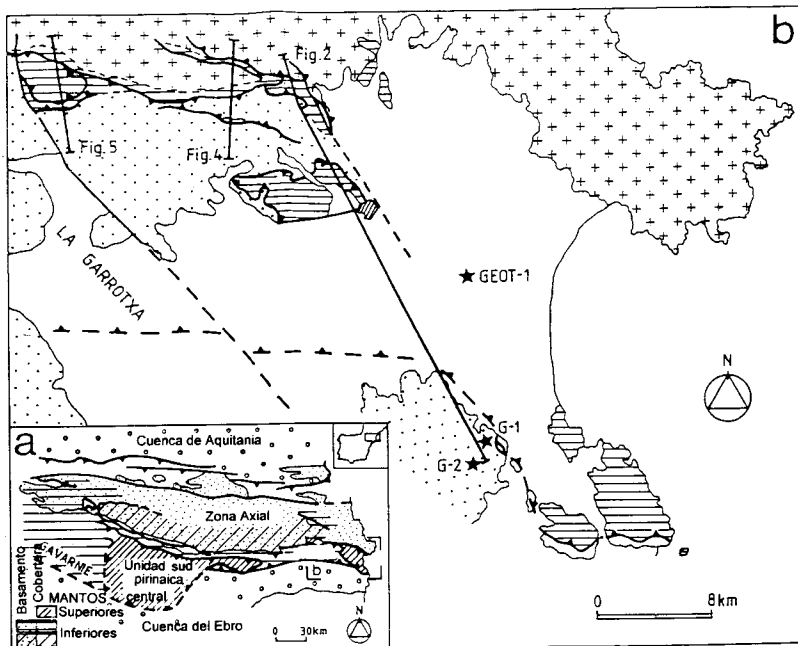 b
Fig.2
Fig.5
Fig.4
LA GARROTXA
GEOT-1
N
G-1
G-2
8km
0
a
Cuenca de Aquitania
Zona Axial
GAVARNIE
Unidad sud
pirinaica
central
b
Basamento
Cobertera
MANTOS
Superiores
Inferiores
Cuenca del Ebro
0 30km
N